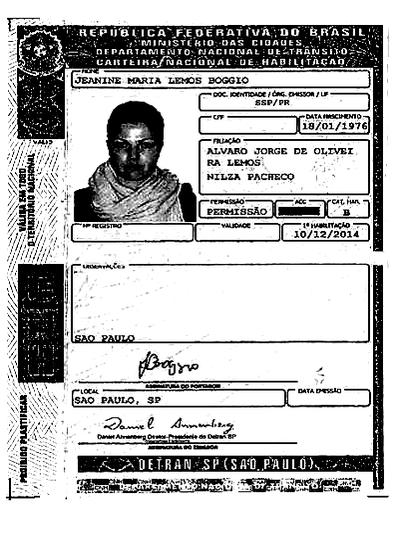 REPÚBLICA FEDERATIVA DO BRASIL
MINISTÉRIO DAS CIDADES
DEPARTAMENTO NACIONAL DE TRÂNSITO
CARTEIRA NACIONAL DE HABILITAÇÃO
NOME
JEANINE MARIA LEMOS BOGGIO
DOC. IDENTIDADE / ÓRG. EMISSOR / UF
SSP/PR
CPF
DATA NASCIMENTO
18/01/1976
FILIAÇÃO
ALVARO JORGE DE OLIVEI
RA LEMOS
NILZA PACHECO
PERMISSÃO
ACC
CAT. HAB.
PERMISSÃO
B
Nº REGISTRO
VALIDADE
1ª HABILITAÇÃO
10/12/2014
VÁLIDA EM TODO
O TERRITÓRIO NACIONAL
OBSERVAÇÕES
SAO PAULO
JBoggio
ASSINATURA DO PORTADOR
LOCAL
DATA EMISSÃO
SAO PAULO, SP
Daniel Annenberg
Daniel Annenberg Diretor-Presidente do Detran SP
ASSINATURA DO EMISSOR
PROIBIDO PLASTIFICAR
DETRAN SP (SAO PAULO)